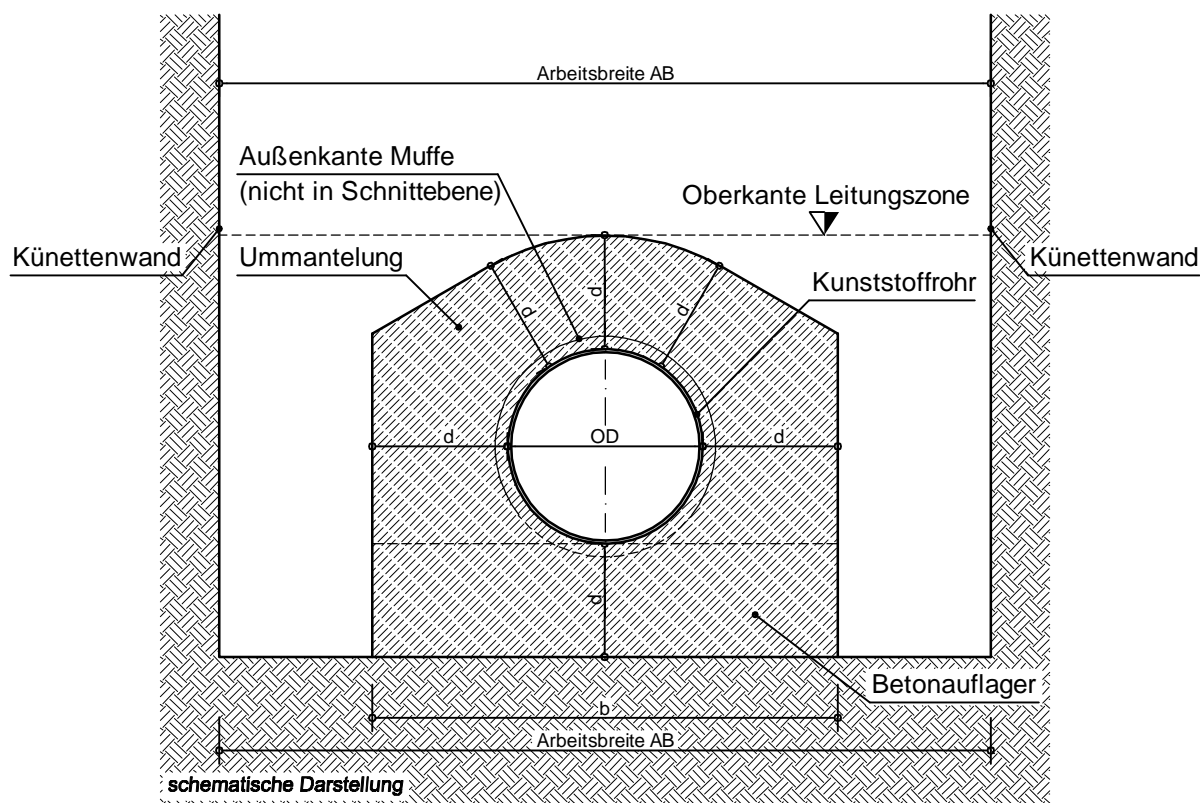 Arbeitsbreite AB
Außenkante Muffe
(nicht in Schnittebene)
Oberkante Leitungszone
Künettenwand
Ummantelung
Künettenwand
Kunststoffrohr
d
d
d
d
OD
d
d
Betonauflager
b
Arbeitsbreite AB
schematische Darstellung